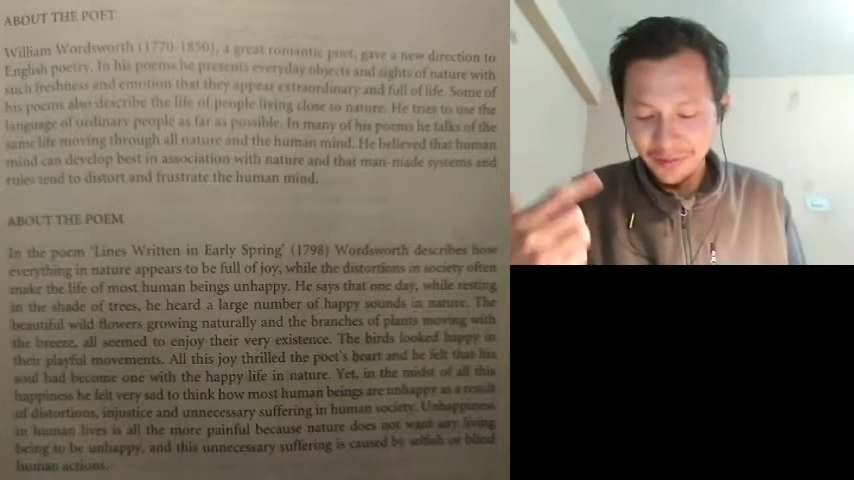 ABOUT THE POET
William Wordsworth (1770-1850), a great romantic poet, gave a new direction to
English poetry. In his poems he presents everyday objects and sights of nature with
such freshness and emotion that they appear extraordinary and full of life. Some of
his poems also describe the life of people living close to nature. He tries to use the
language of ordinary people as far as possible. In many of his poems he talks of the
same life moving through all nature and the human mind. He believed that human
mind can develop best in association with nature and that man-made systems and
rules tend to distort and frustrate the human mind.
ABOUT THE POEM
In the poem 'Lines Written in Early Spring' (1798) Wordsworth describes how
everything in nature appears to be full of joy, while the distortions in society often
make the life of most human beings unhappy. He says that one day, while resting
in the shade of trees, he heard a large number of happy sounds in nature. The
beautiful wild flowers growing naturally and the branches of plants moving with
the breeze, all seemed to enjoy their very existence. The birds looked happy in
their playful movements. All this joy thrilled the poet's heart and he felt that his
soul had become one with the happy life in nature. Yet, in the midst of all this
happiness he felt very sad to think how most human beings are unhappy as a result
of distortions, injustice and unnecessary suffering in human society. Unhappiness
in human lives is all the more painful because nature does not want any living
being to be unhappy, and this unnecessary suffering is caused by selfish or blind
human actions.